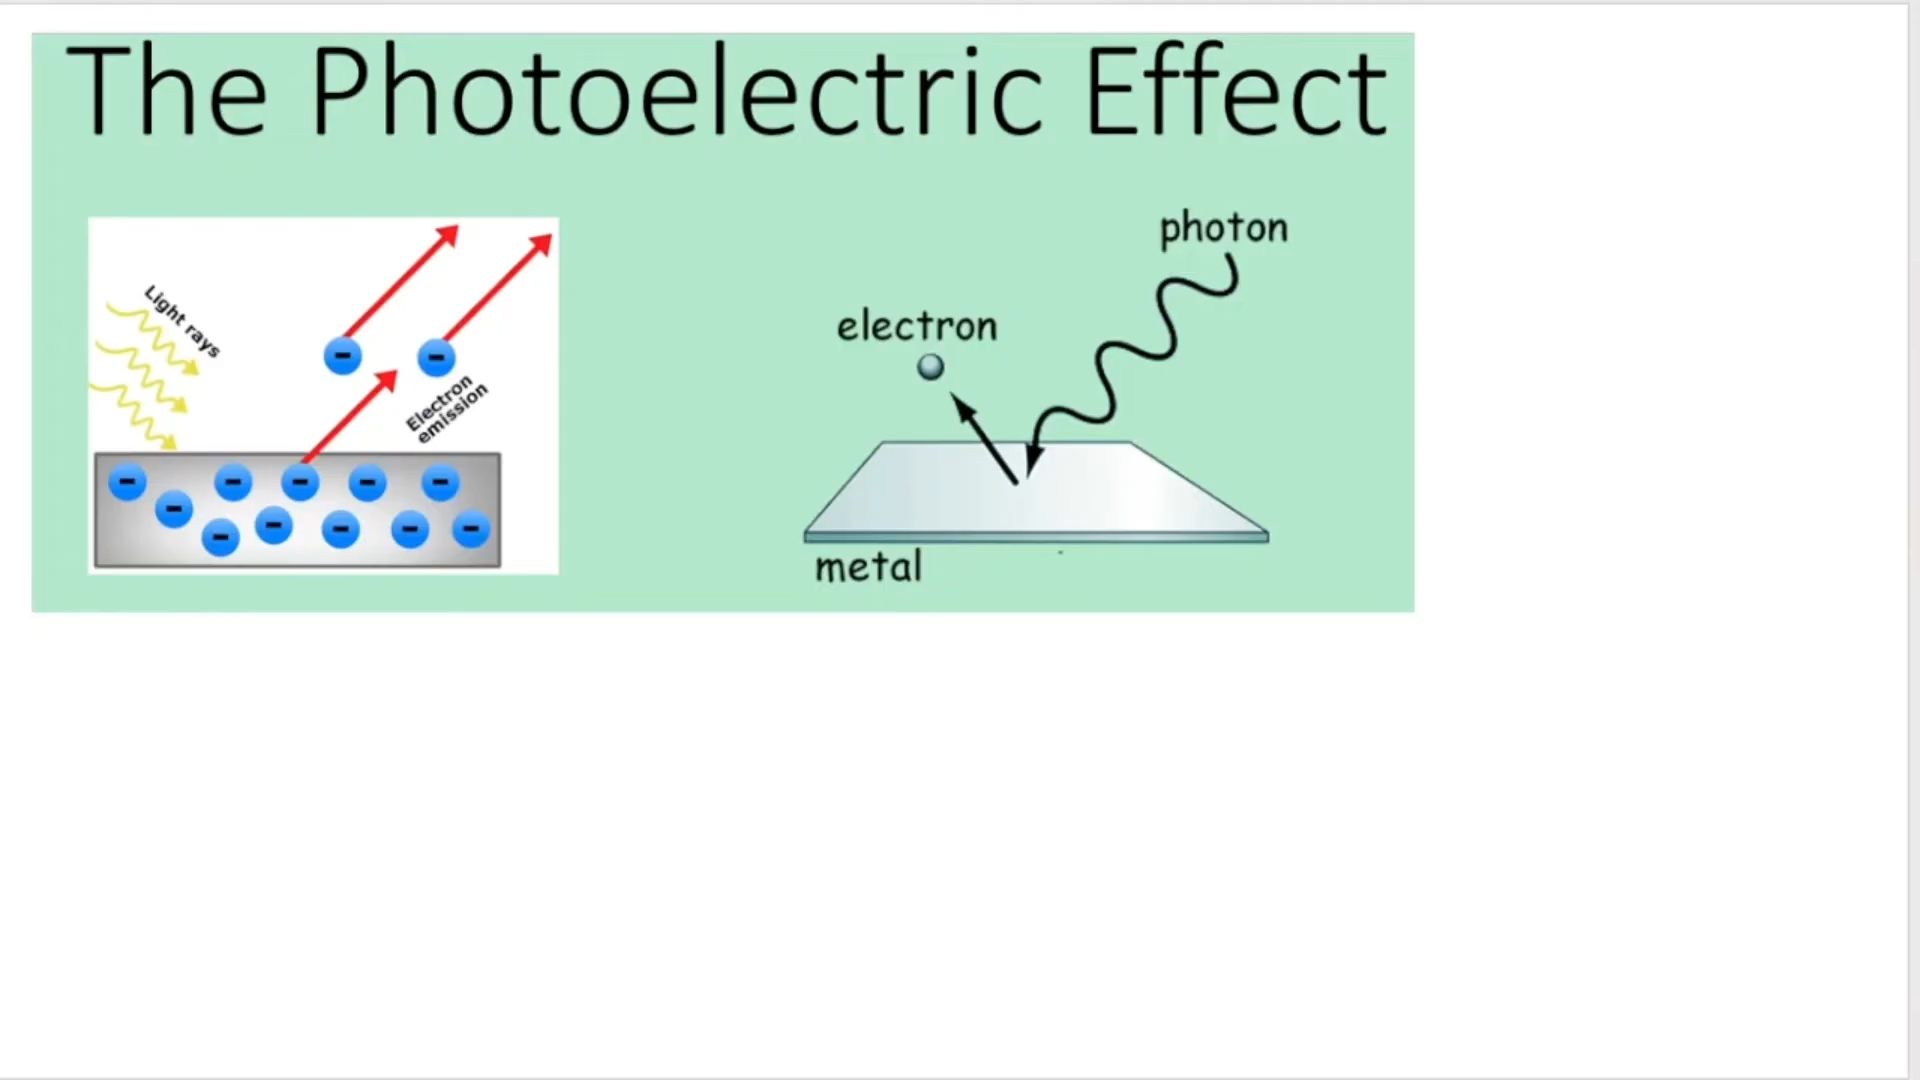 The Photoelectric Effect
Light rays
Electron
emission
photon
electron
metal